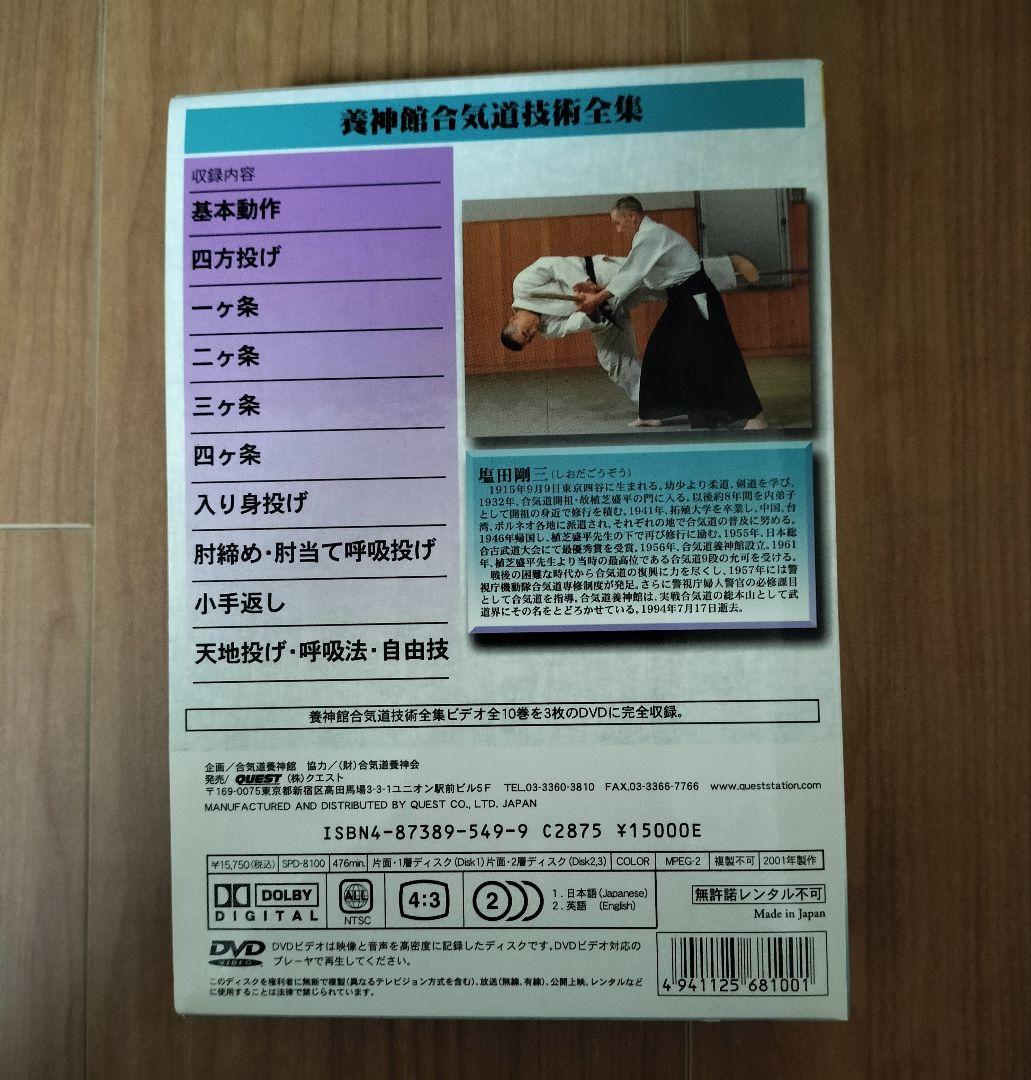 養神館合気道技術全集
収録内容
基本動作
四方投げ
一ヶ条
二ヶ条
三ヶ条
四ヶ条
入り身投げ
肘締め・肘当て呼吸投げ
小手返し
天地投げ・呼吸法・自由技
塩田剛三(しおだごうぞう)
1915年9月9日東京四谷に生まれる。幼少より柔道、剣道を学び、
1932年、合気道開祖・故植芝盛平の門に入る。以後約8年間を内弟子
として開祖の身近で修行を積む。1941年、拓殖大学を卒業し、中国、台
湾、ボルネオ各地に派遣され、それぞれの地で合気道の普及に努める。
1946年帰国し、植芝盛平先生の下で再び修行に励む。1955年、日本総
合古武道大会にて最優秀賞を受賞。1956年、合気道養神館設立。1961
年、植芝盛平先生より当時の最高位である合気道9段の允可を受ける。
戦後の困難な時代から合気道の復興に力を尽くし、1957年には警
視庁機動隊合気道専修制度が発足。さらに警視庁婦人警官の必修課目
として合気道を指導。合気道養神館は、実戦合気道の総本山として武
道界にその名をとどろかせている。1994年7月17日逝去。
養神館合気道技術全集ビデオ全10巻を3枚のDVDに完全収録。
企画/合気道養神館 協力/(財)合気道養神会
発売/ QUEST (株)クエスト
〒169-0075東京都新宿区高田馬場3-3-1ユニオン駅前ビル5F TEL.03-3360-3810 FAX.03-3366-7766 www.queststation.com
MANUFACTURED AND DISTRIBUTED BY QUEST CO., LTD. JAPAN
ISBN4-87389-549-9 C2875 ¥15000E
¥15,750(税込) SPD-8100 476min. 片面・1層ディスク(Disk1)片面・2層ディスク(Disk2,3) COLOR MPEG-2 複製不可 2001年製作
DOLBY
DIGITAL
ALL
NTSC
4:3
2
1. 日本語(Japanese)
2. 英語 (English)
無許諾レンタル不可
Made in Japan
DVD
VIDEO
DVDビデオは映像と音声を高密度に記録したディスクです。DVDビデオ対応の
プレーヤで再生してください。
このディスクを権利者に無断で複製(異なるテレビジョン方式を含む)、放送(無線、有線)、公開上映、レンタルなど
に使用することは法律で禁じられています。
4 941125 681001